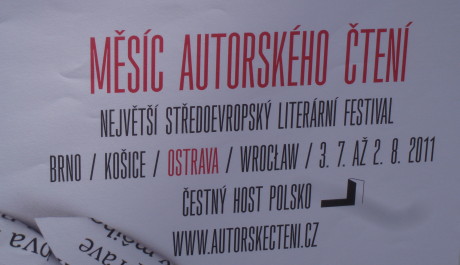 MĚSÍC AUTORSKÉHO ČTENÍ
NEJVĚTŠÍ STŘEDOEVROPSKÝ LITERÁRNÍ FESTIVAL
BRNO / KOŠICE / OSTRAVA / WROCŁAW / 3. 7. AŽ 2. 8. 2011
ČESTNÝ HOST POLSKO
WWW.AUTORSKECTENI.CZ